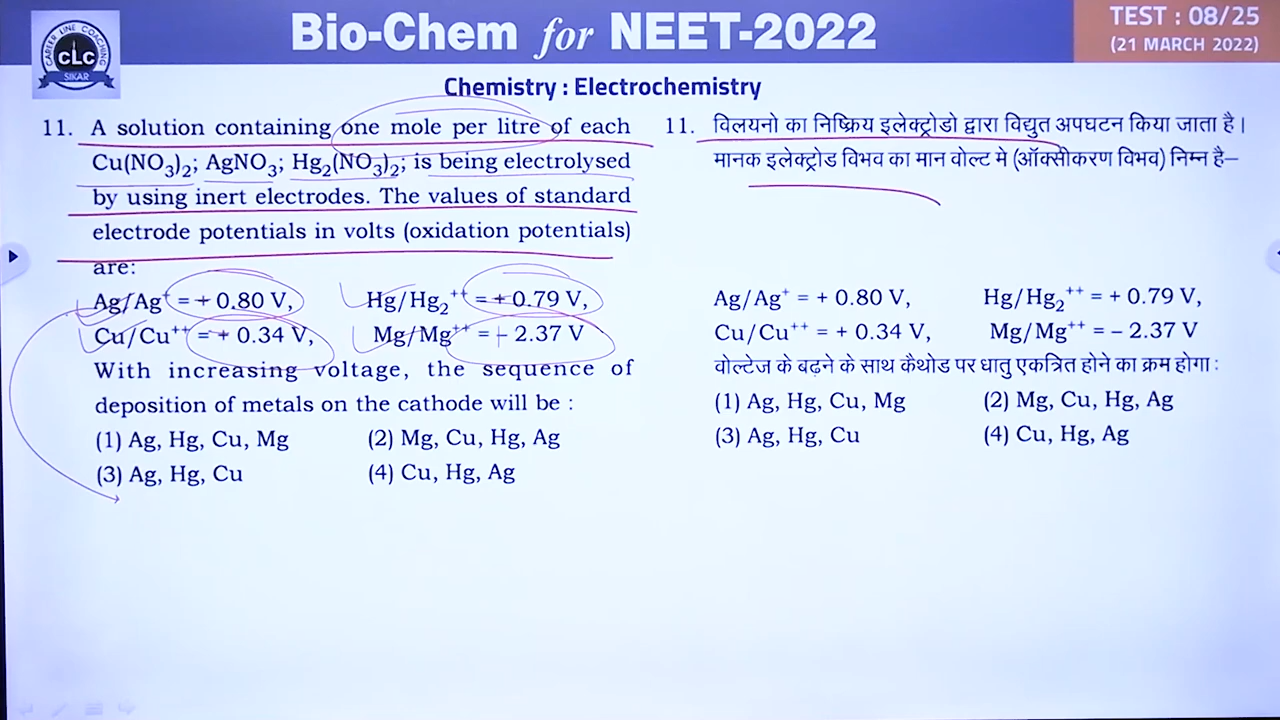 CAREER LINE COACHING
CLC
SIKAR
Bio-Chem for NEET-2022
TEST : 08/25
(21 MARCH 2022)
Chemistry : Electrochemistry
11. A solution containing one mole per litre of each
Cu(NO₃)₂; AgNO₃; Hg₂(NO₃)₂; is being electrolysed
by using inert electrodes. The values of standard
electrode potentials in volts (oxidation potentials)
are:
Ag/Ag⁺ = + 0.80 V, Hg/Hg₂⁺⁺ = + 0.79 V,
Cu/Cu⁺⁺ = + 0.34 V, Mg/Mg⁺⁺ = – 2.37 V
With increasing voltage, the sequence of
deposition of metals on the cathode will be :
(1) Ag, Hg, Cu, Mg (2) Mg, Cu, Hg, Ag
(3) Ag, Hg, Cu (4) Cu, Hg, Ag
11. विलयनो का निष्क्रिय इलेक्ट्रोडो द्वारा विद्युत अपघटन किया जाता है।
मानक इलेक्ट्रोड विभव का मान वोल्ट मे (ऑक्सीकरण विभव) निम्न है–
Ag/Ag⁺ = + 0.80 V, Hg/Hg₂⁺⁺ = + 0.79 V,
Cu/Cu⁺⁺ = + 0.34 V, Mg/Mg⁺⁺ = – 2.37 V
वोल्टेज के बढ़ने के साथ कैथोड पर धातु एकत्रित होने का क्रम होगा :
(1) Ag, Hg, Cu, Mg (2) Mg, Cu, Hg, Ag
(3) Ag, Hg, Cu (4) Cu, Hg, Ag